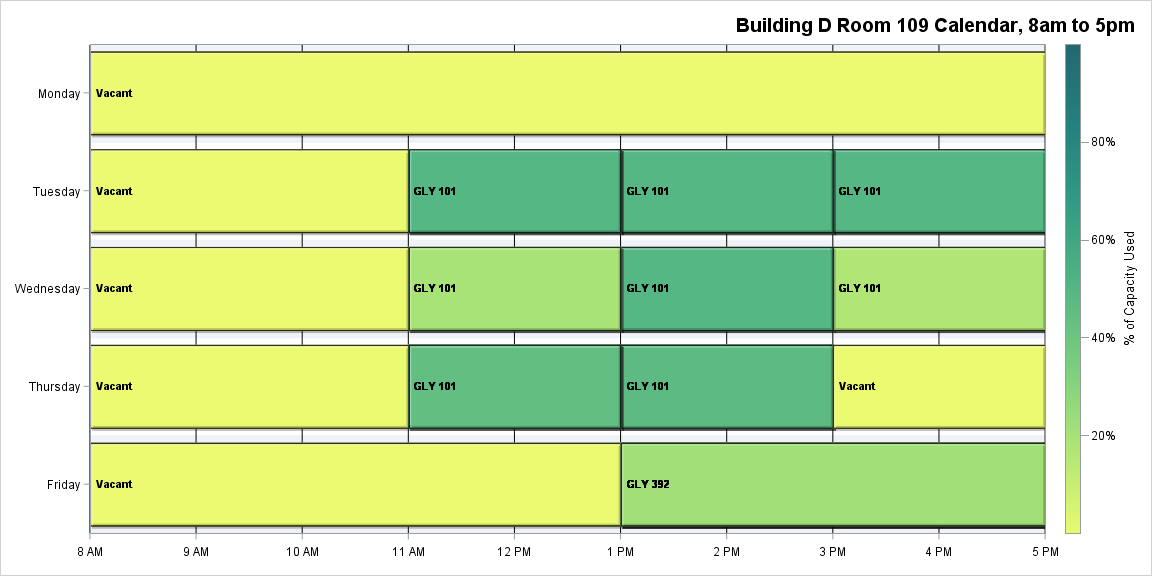 Building D Room 109 Calendar, 8am to 5pm
Monday
Vacant
Tuesday
Vacant
GLY 101
GLY 101
GLY 101
Wednesday
Vacant
GLY 101
GLY 101
GLY 101
Thursday
Vacant
GLY 101
GLY 101
Vacant
Friday
Vacant
GLY 392
8 AM
9 AM
10 AM
11 AM
12 PM
1 PM
2 PM
3 PM
4 PM
5 PM
80%
60%
40%
20%
% of Capacity Used